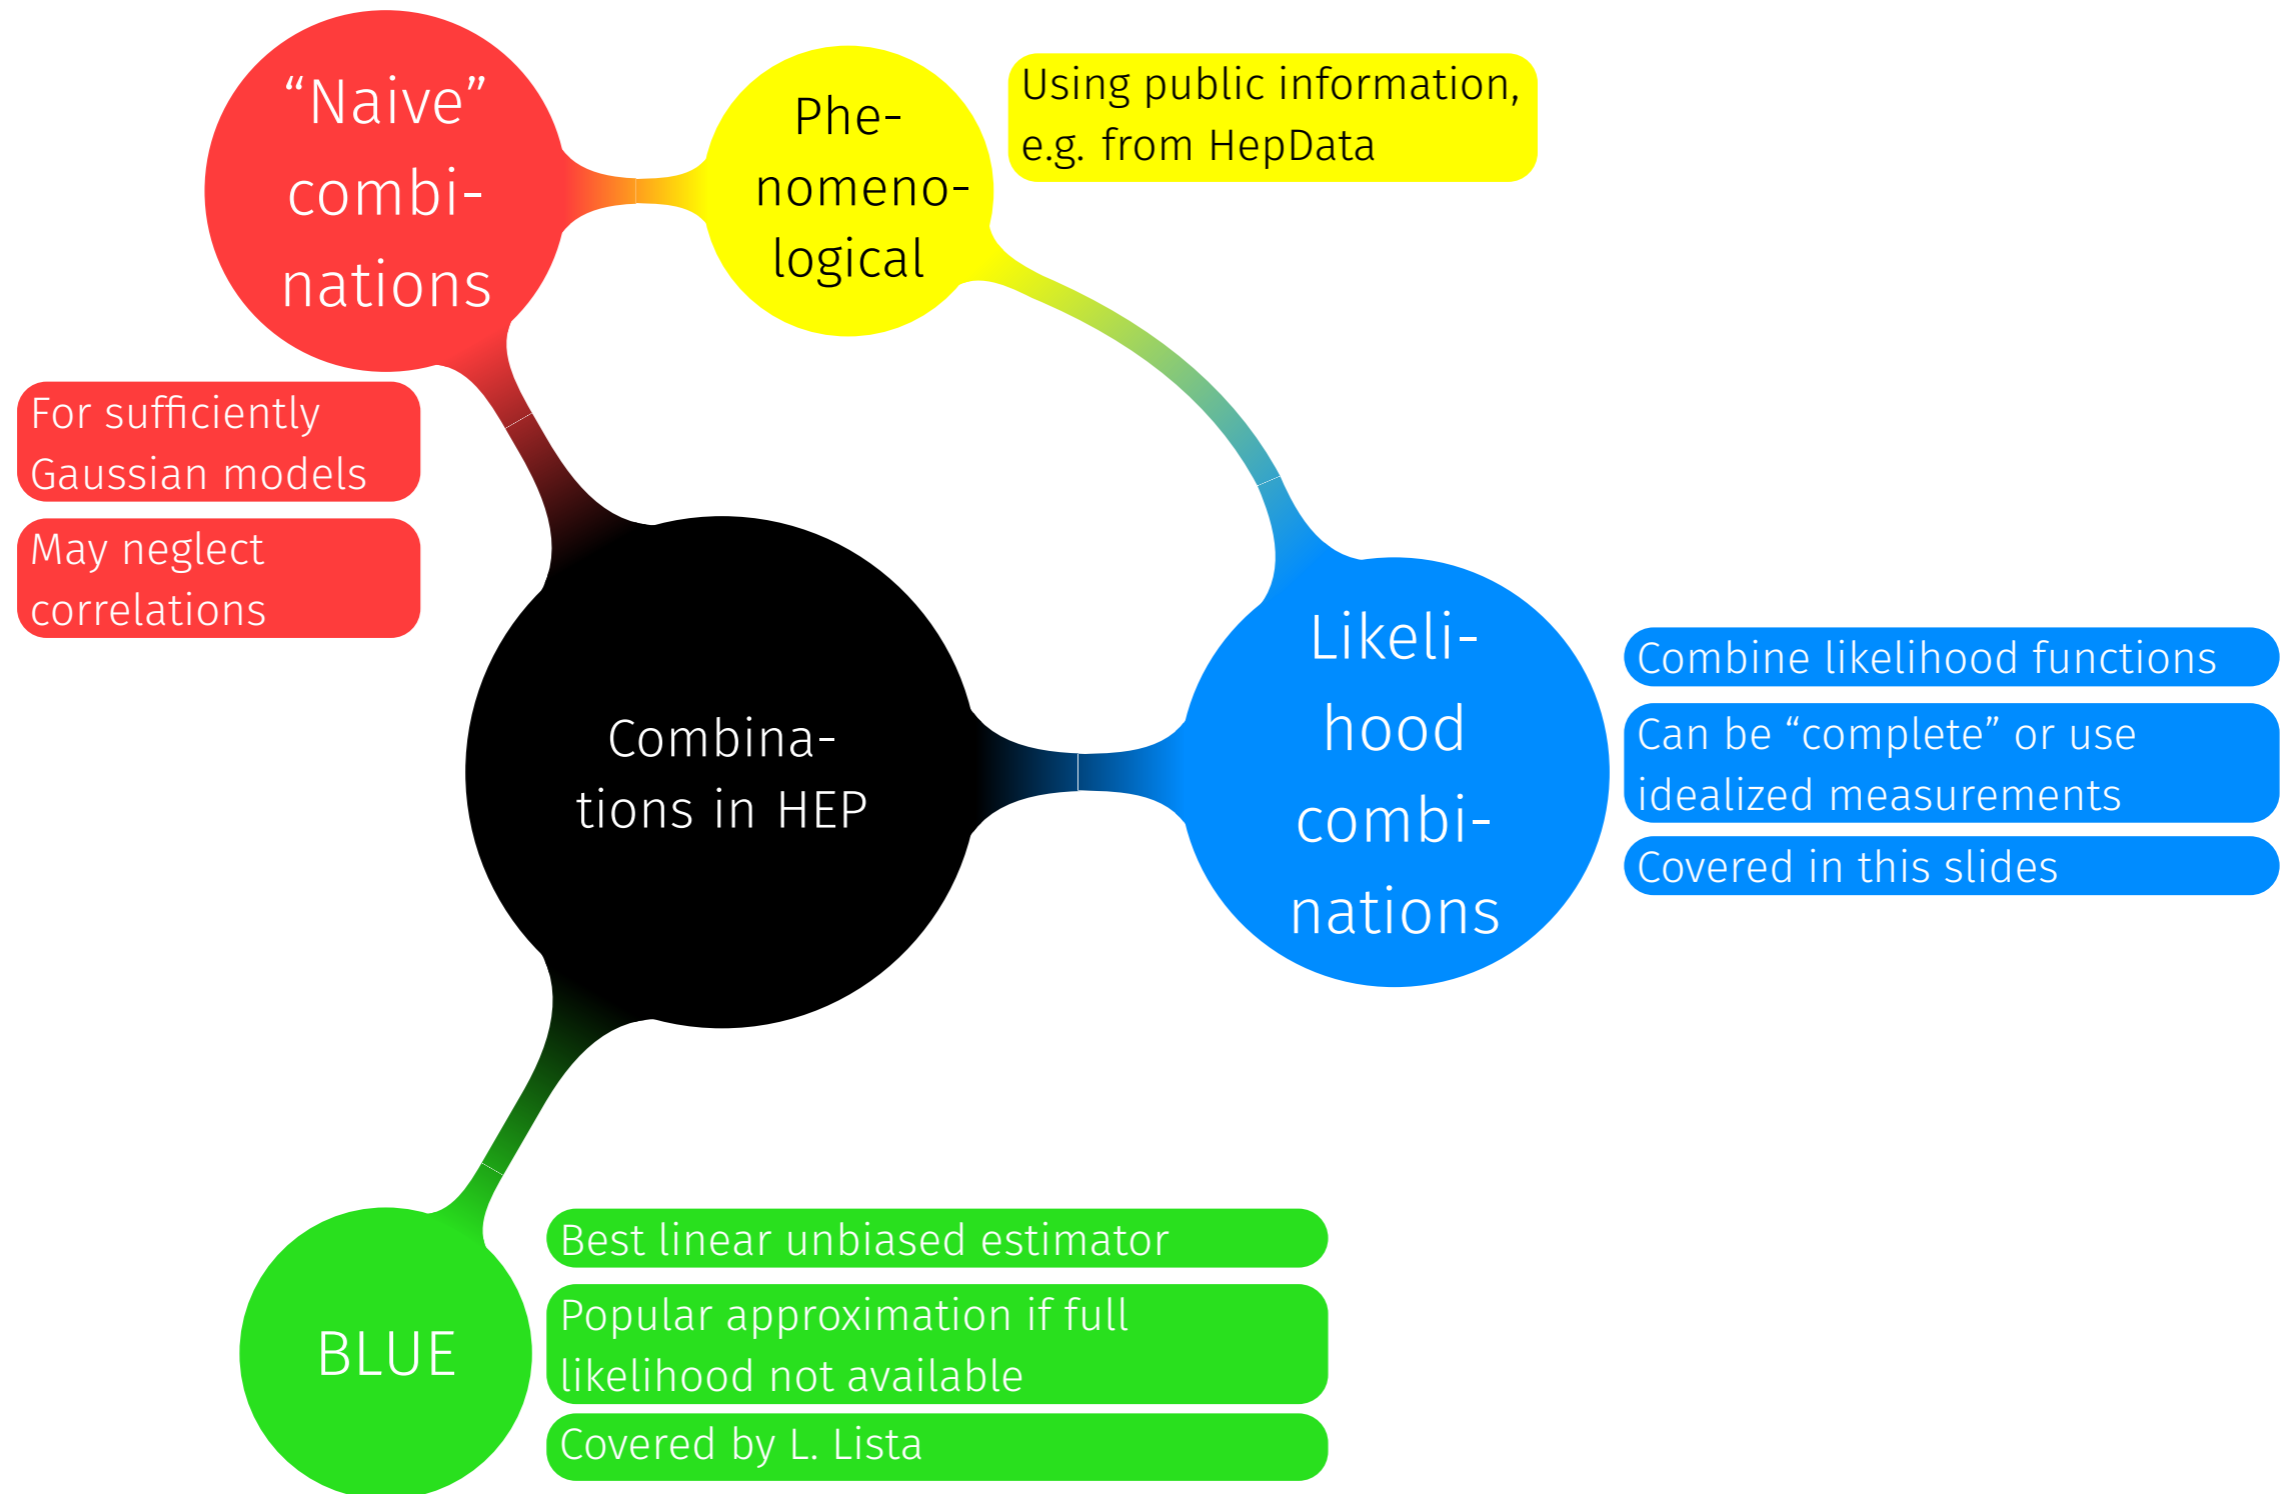 “Naive”
combi-
nations
Phe-
nomeno-
logical
Using public information,
e.g. from HepData
For sufficiently
Gaussian models
May neglect
correlations
Combina-
tions in HEP
Likeli-
hood
combi-
nations
Combine likelihood functions
Can be “complete” or use
idealized measurements
Covered in this slides
BLUE
Best linear unbiased estimator
Popular approximation if full
likelihood not available
Covered by L. Lista